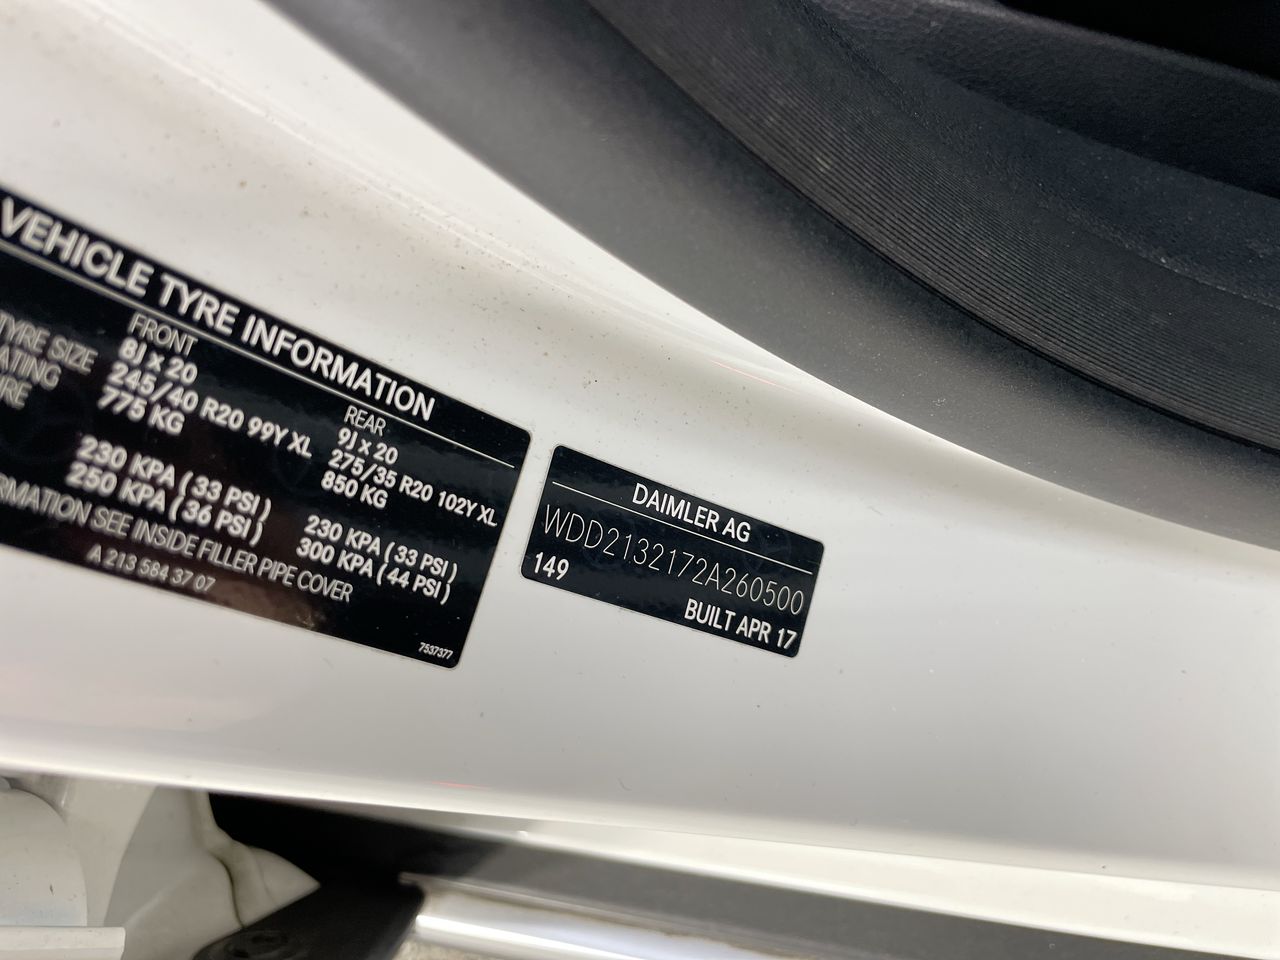 VEHICLE TYRE INFORMATION
FRONT REAR
8J x 20 9J x 20
TYRE SIZE 245/40 R20 99Y XL 275/35 R20 102Y XL
775 KG 850 KG
230 KPA ( 33 PSI ) 230 KPA ( 33 PSI )
250 KPA ( 36 PSI ) 300 KPA ( 44 PSI )
SEE INSIDE FILLER PIPE COVER
A 213 584 37 07
7537377
DAIMLER AG
WDD2132172A260500
149
BUILT APR 17